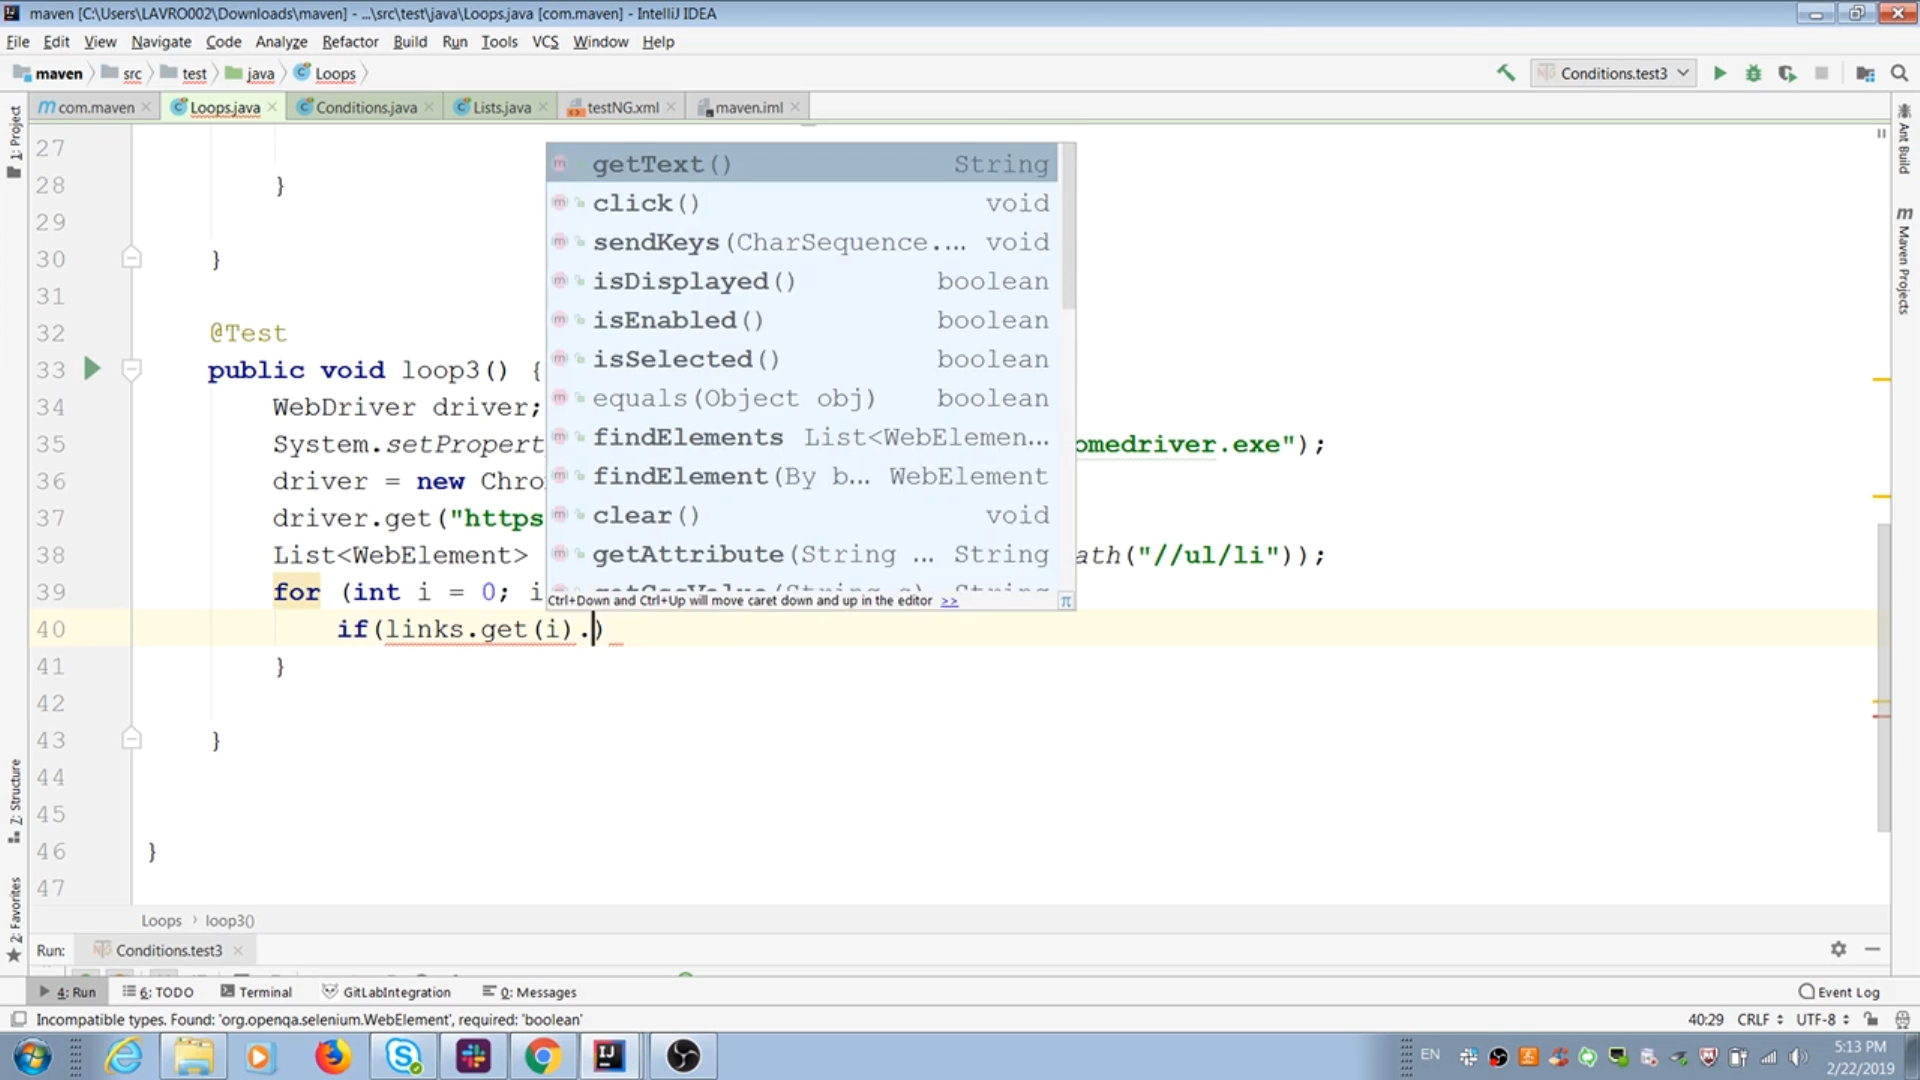 maven [C:\Users\LAVRO002\Downloads\maven] - ...\src\test\java\Loops.java [com.maven] - IntelliJ IDEA
File Edit View Navigate Code Analyze Refactor Build Run Tools VCS Window Help
maven src test java Loops
Conditions.test3
com.maven Loops.java Conditions.java Lists.java testNG.xml maven.iml
1: Project
Z: Structure
2: Favorites
Ant Build
Maven Projects
27
28 }
29
30 }
31
32 @Test
33 public void loop3() {
34 WebDriver driver;
35 System.setPropert omedriver.exe");
36 driver = new Chro
37 driver.get("https
38 List<WebElement> ath("//ul/li"));
39 for (int i = 0; i
40 if(links.get(i).)
41 }
42
43 }
44
45
46 }
47
getText() String
click() void
sendKeys(CharSequence.... void
isDisplayed() boolean
isEnabled() boolean
isSelected() boolean
equals(Object obj) boolean
findElements List<WebElemen...
findElement(By b... WebElement
clear() void
getAttribute(String ... String
Ctrl+Down and Ctrl+Up will move caret down and up in the editor >>
Loops loop3()
Run: Conditions.test3
4: Run 6: TODO Terminal GitLabIntegration 0: Messages Event Log
Incompatible types. Found: 'org.openqa.selenium.WebElement', required: 'boolean' 40:29 CRLF UTF-8
EN
5:13 PM
2/22/2019